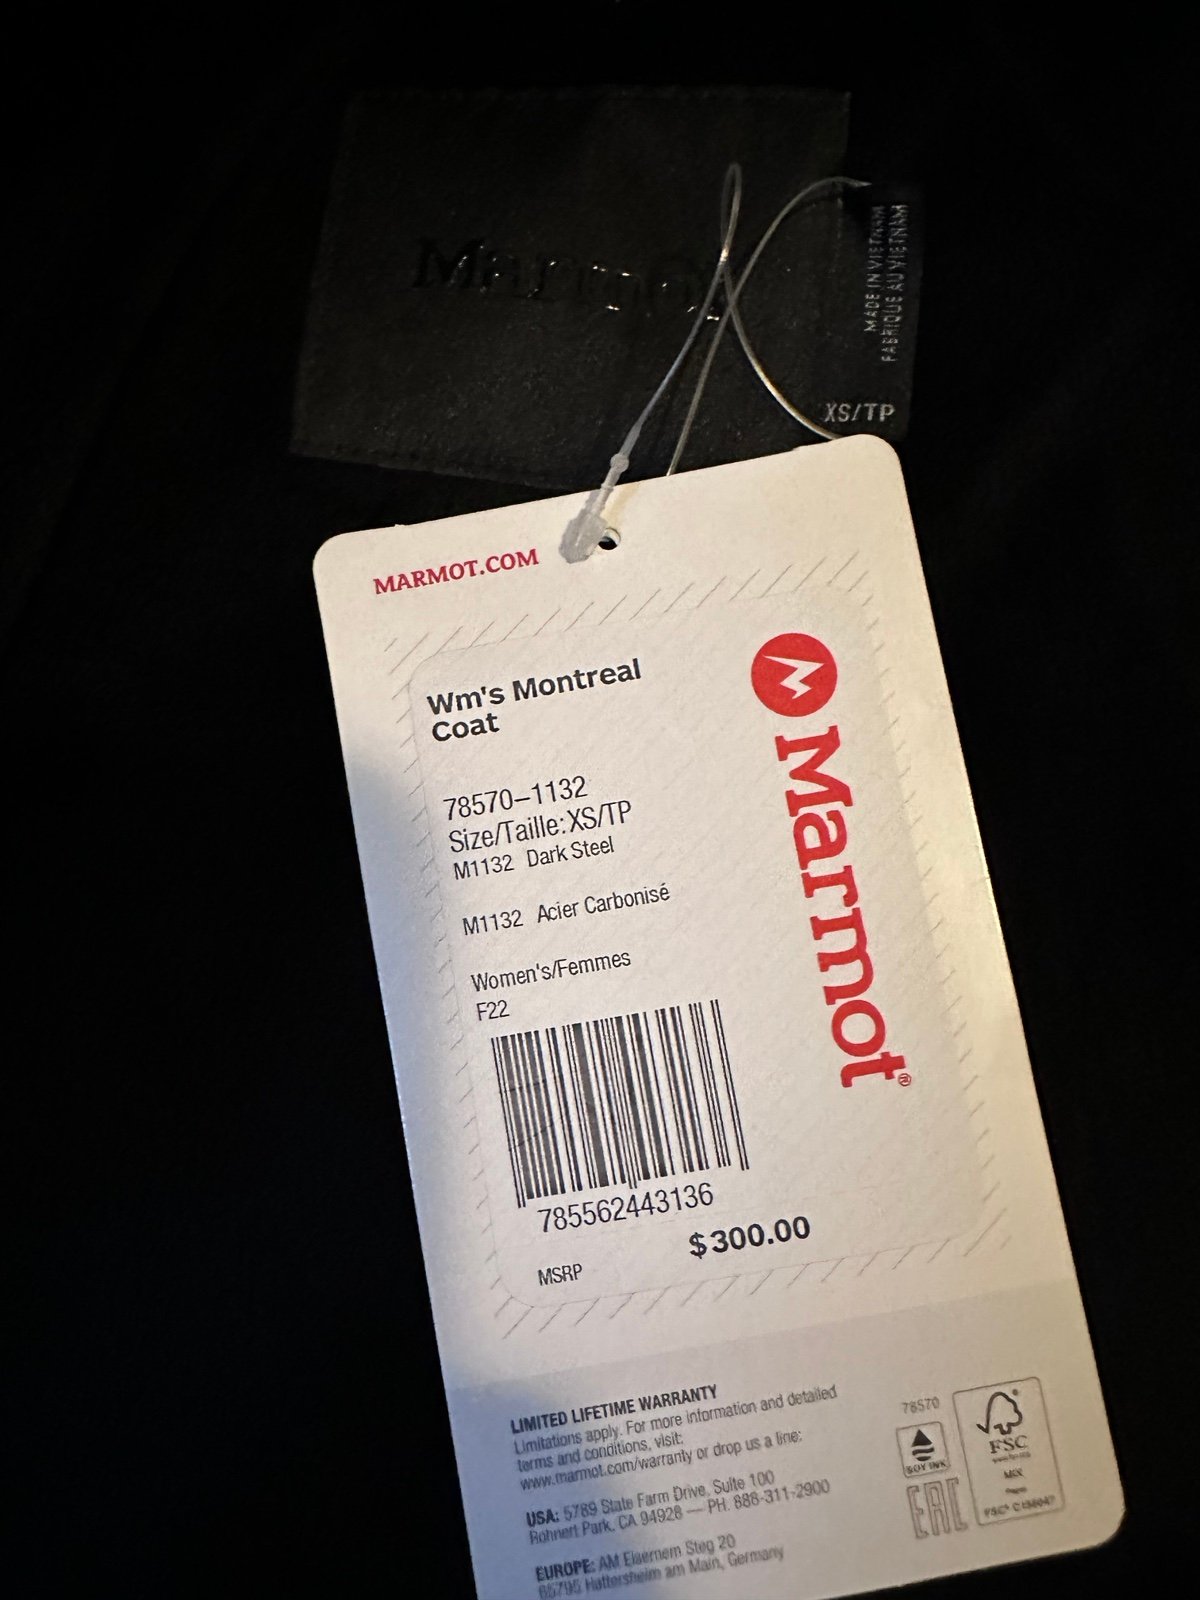 Marmot
MADE IN VIETNAM
FABRIQUE AU VIETNAM
XS/TP
MARMOT.COM
Wm's Montreal
Coat
78570-1132
Size/Taille: XS/TP
M1132 Dark Steel
M1132 Acier Carbonisé
Women's/Femmes
F22
785562443136
$300.00
MSRP
Marmot®
LIMITED LIFETIME WARRANTY
Limitations apply. For more information and detailed
terms and conditions, visit:
www.marmot.com/warranty or drop us a line:
USA: 5789 State Farm Drive, Suite 100
Rohnert Park, CA 94928 — PH. 888-311-2900
EUROPE: AM Eisernem Steg 20
65795 Hattersheim am Main, Germany
78570
SOY INK
EAC
FSC
MIX
Paper